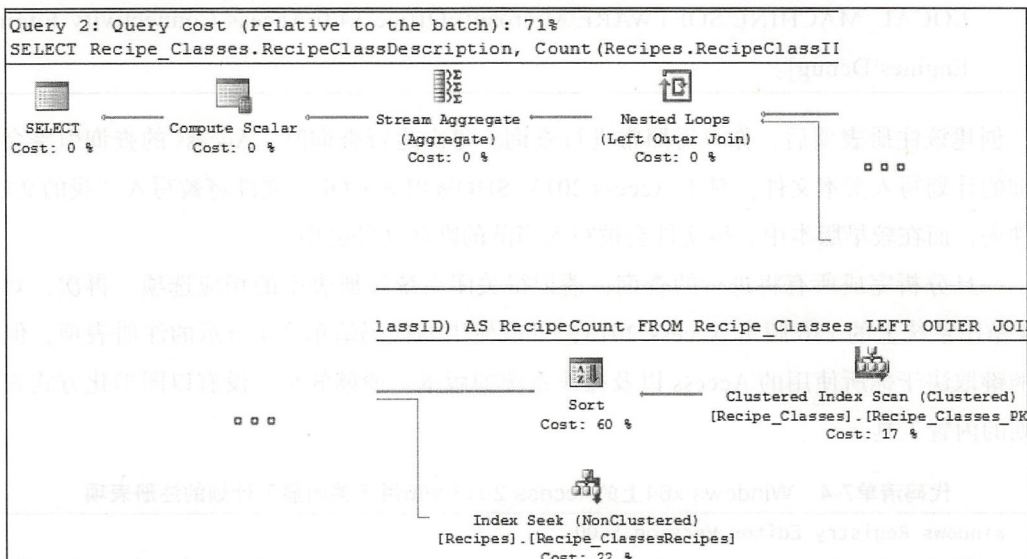 Query 2: Query cost (relative to the batch): 71%
SELECT Recipe_Classes.RecipeClassDescription, Count(Recipes.RecipeClassI
SELECT
Cost: 0 %
Compute Scalar
Cost: 0 %
Stream Aggregate
(Aggregate)
Cost: 0 %
Nested Loops
(Left Outer Join)
Cost: 0 %
lassID) AS RecipeCount FROM Recipe_Classes LEFT OUTER JOI
Sort
Cost: 60 %
Clustered Index Scan (Clustered)
[Recipe_Classes].[Recipe_Classes_PK
Cost: 17 %
Index Seek (NonClustered)
[Recipes].[Recipe_ClassesRecipes]
Cost: 22 %